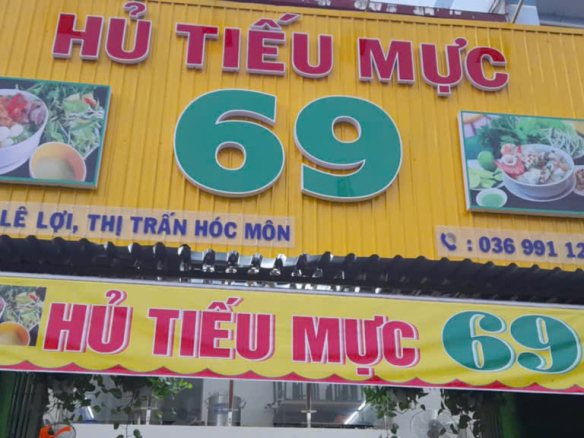 HỦ TIẾU MỰC
69
LÊ LỢI, THỊ TRẤN HÓC MÔN
: 036 991 12
HỦ TIẾU MỰC 69